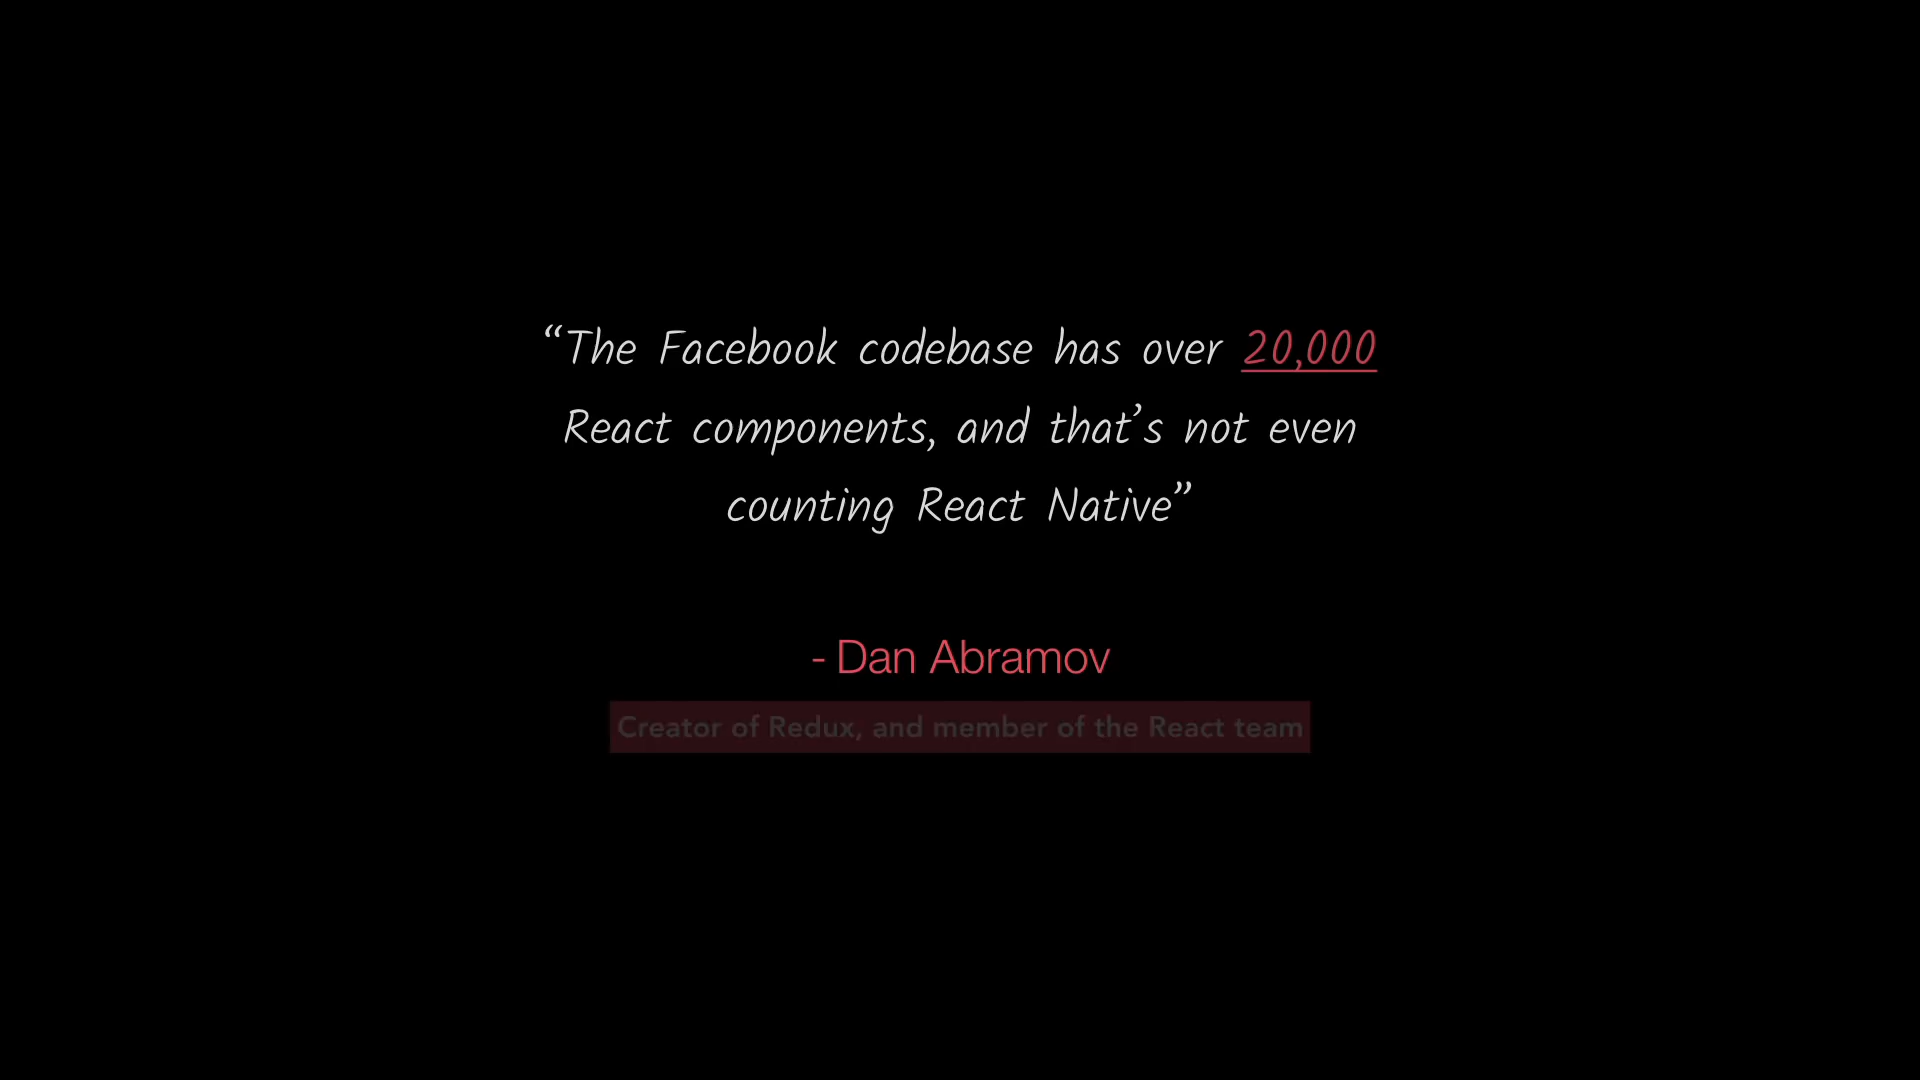 “The Facebook codebase has over 20,000
React components, and that’s not even
counting React Native”
- Dan Abramov
Creator of Redux, and member of the React team